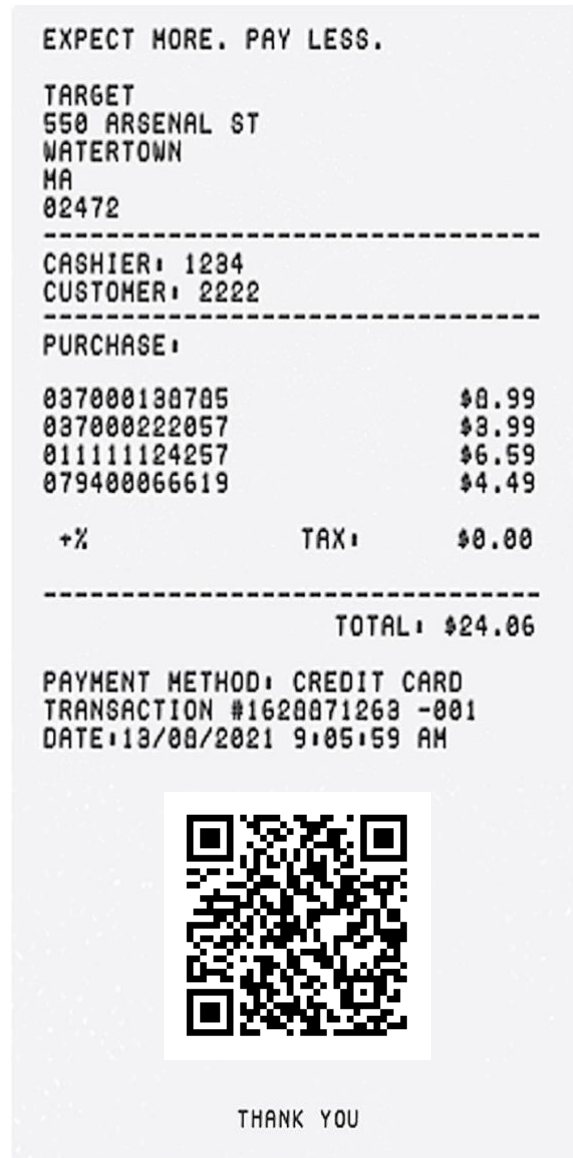 EXPECT MORE. PAY LESS.
TARGET
550 ARSENAL ST
WATERTOWN
MA
02472
CASHIER: 1234
CUSTOMER: 2222
PURCHASE:
037000138785 $8.99
037000222057 $3.99
011111124257 $6.59
079400066619 $4.49
+% TAX: $0.00
TOTAL: $24.06
PAYMENT METHOD: CREDIT CARD
TRANSACTION #1628871263 -001
DATE:13/08/2021 9:05:59 AM
THANK YOU